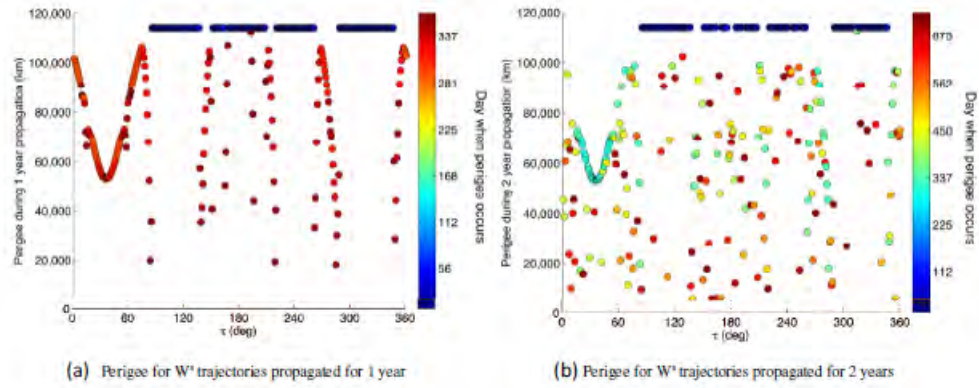 (a)
120,000
100,000
80,000
60,000
40,000
20,000
0
Perigee during 1 year propagation (km)
0 60 120 180 240 300 360
τ (deg)
337
281
225
168
112
56
Day when perigee occurs
(a) Perigee for Wˢ trajectories propagated for 1 year
(b)
120,000
100,000
80,000
60,000
40,000
20,000
0
Perigee during 2 year propagation (km)
0 60 120 180 240 300 360
τ (deg)
675
562
450
337
225
112
Day when perigee occurs
(b) Perigee for Wˢ trajectories propagated for 2 years